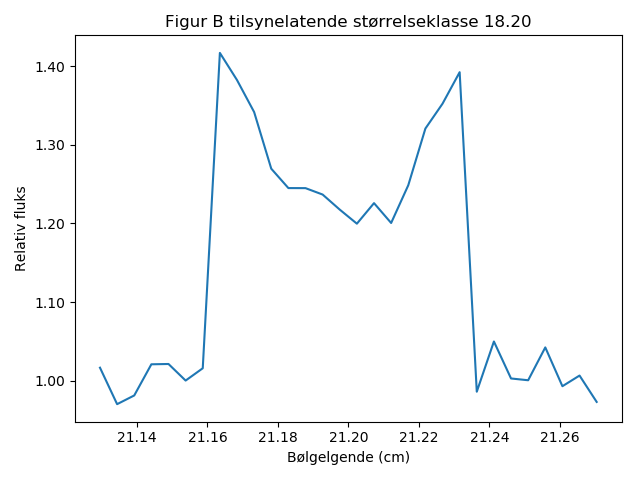 Figur B tilsynelatende størrelseklasse 18.20
1.40
1.30
1.20
1.10
1.00
Relativ fluks
21.14 21.16 21.18 21.20 21.22 21.24 21.26
Bølgelgende (cm)